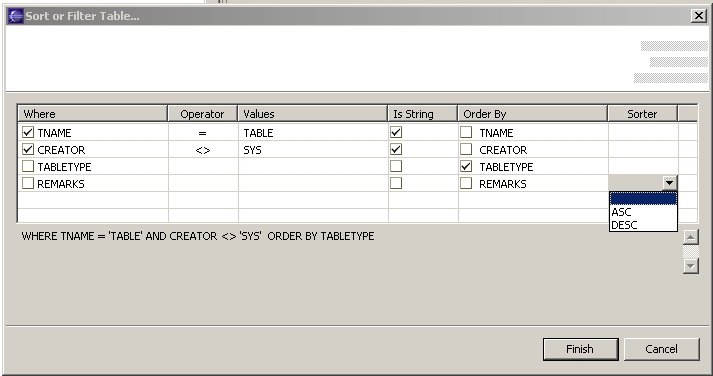 Sort or Filter Table...
Where Operator Values Is String Order By Sorter
TNAME = TABLE TNAME
CREATOR <> SYS CREATOR
TABLETYPE TABLETYPE
REMARKS REMARKS
ASC
DESC
WHERE TNAME = 'TABLE' AND CREATOR <> 'SYS' ORDER BY TABLETYPE
Finish Cancel